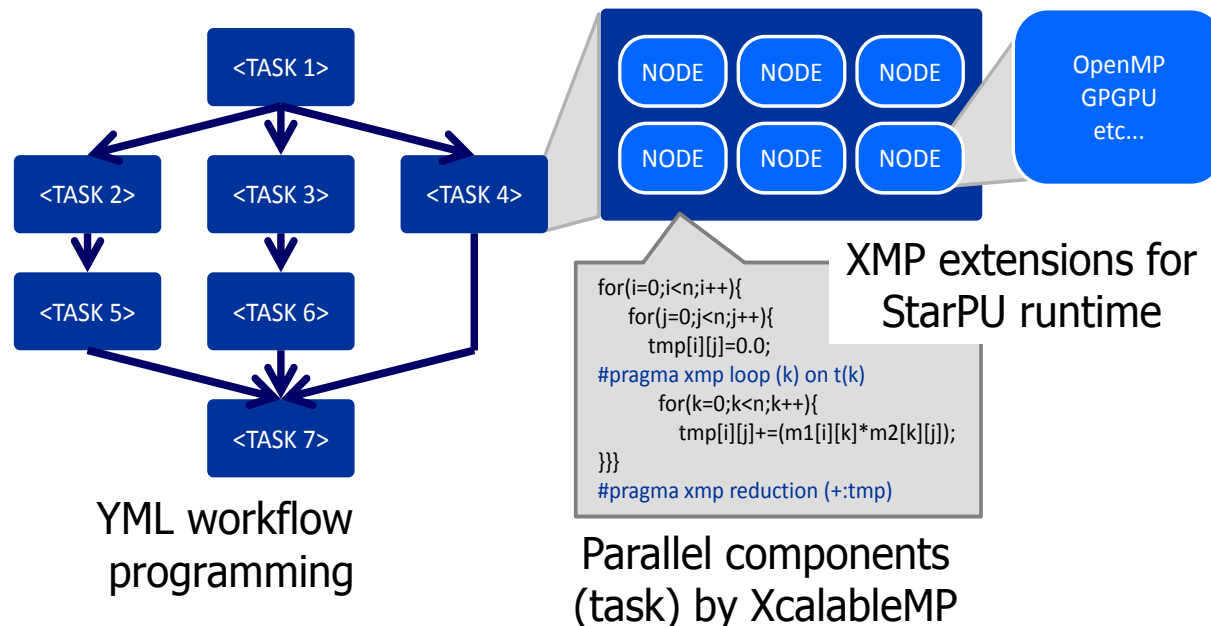 <TASK 1>
<TASK 2>
<TASK 3>
<TASK 4>
<TASK 5>
<TASK 6>
<TASK 7>
YML workflow
programming
NODE
NODE
NODE
NODE
NODE
NODE
OpenMP
GPGPU
etc...
XMP extensions for
StarPU runtime
for(i=0;i<n;i++){
for(j=0;j<n;j++){
tmp[i][j]=0.0;
#pragma xmp loop (k) on t(k)
for(k=0;k<n;k++){
tmp[i][j]+=(m1[i][k]*m2[k][j]);
}}}
#pragma xmp reduction (+:tmp)
Parallel components
(task) by XcalableMP